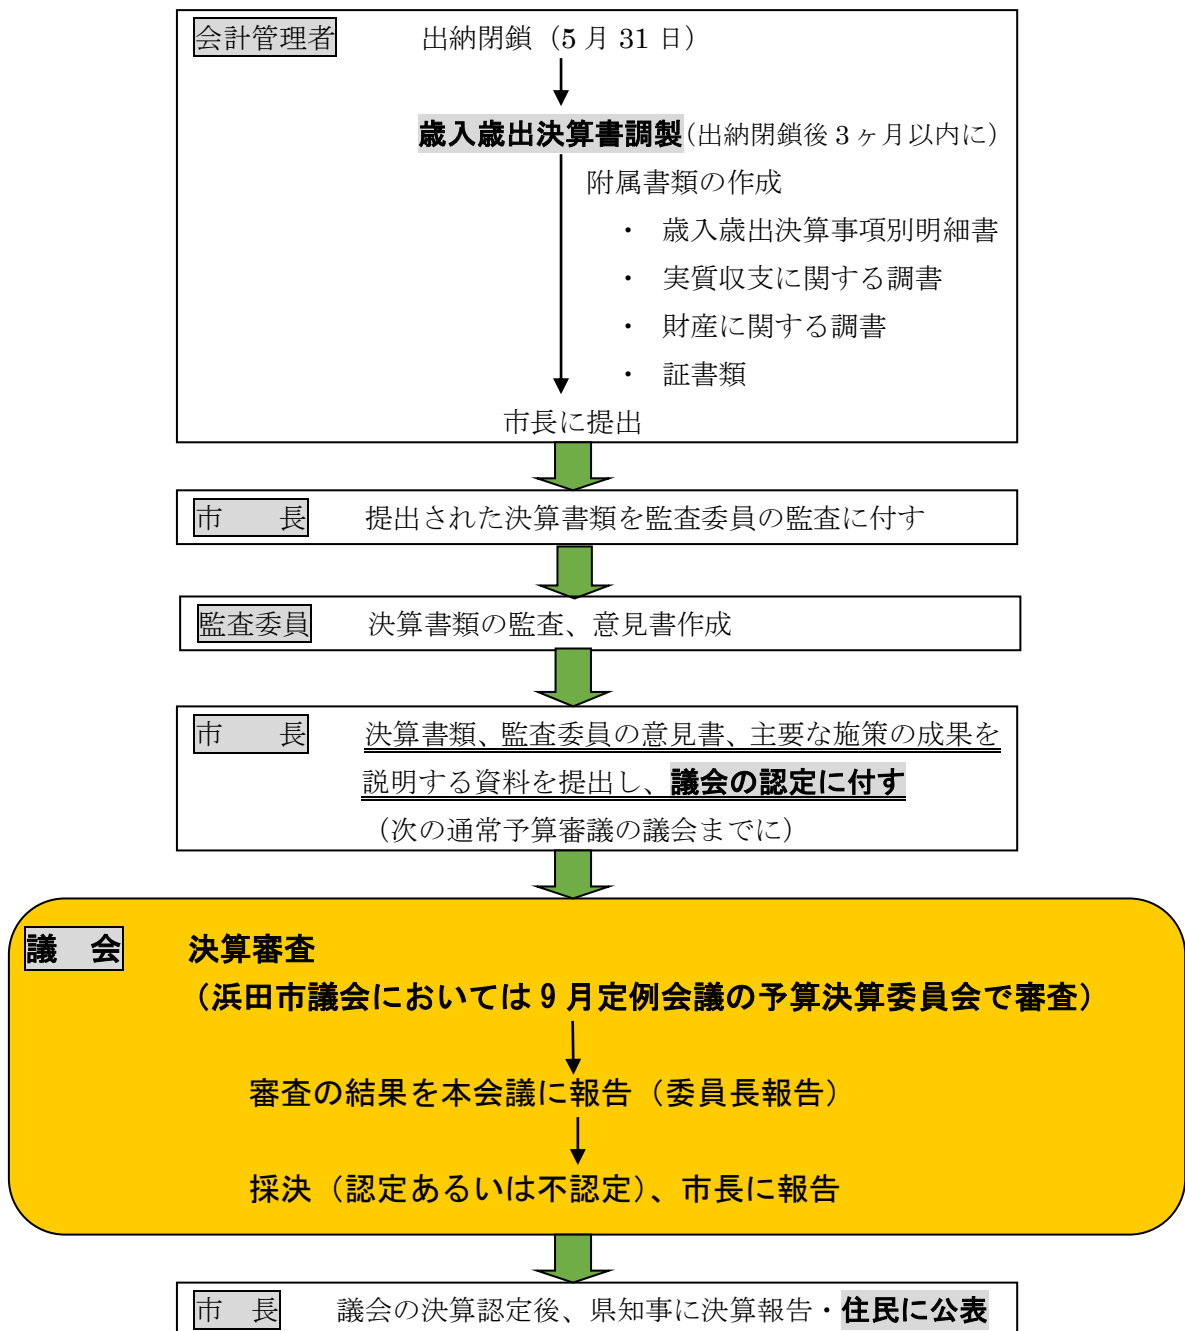 会計管理者 出納閉鎖（5月31日）
歳入歳出決算書調製（出納閉鎖後3ヶ月以内に）
附属書類の作成
・ 歳入歳出決算事項別明細書
・ 実質収支に関する調書
・ 財産に関する調書
・ 証書類
市長に提出
市　長 提出された決算書類を監査委員の監査に付す
監査委員 決算書類の監査、意見書作成
市　長 決算書類、監査委員の意見書、主要な施策の成果を
説明する資料を提出し、議会の認定に付す
（次の通常予算審議の議会までに）
議　会 決算審査
（浜田市議会においては9月定例会議の予算決算委員会で審査）
審査の結果を本会議に報告（委員長報告）
採決（認定あるいは不認定）、市長に報告
市　長 議会の決算認定後、県知事に決算報告・住民に公表